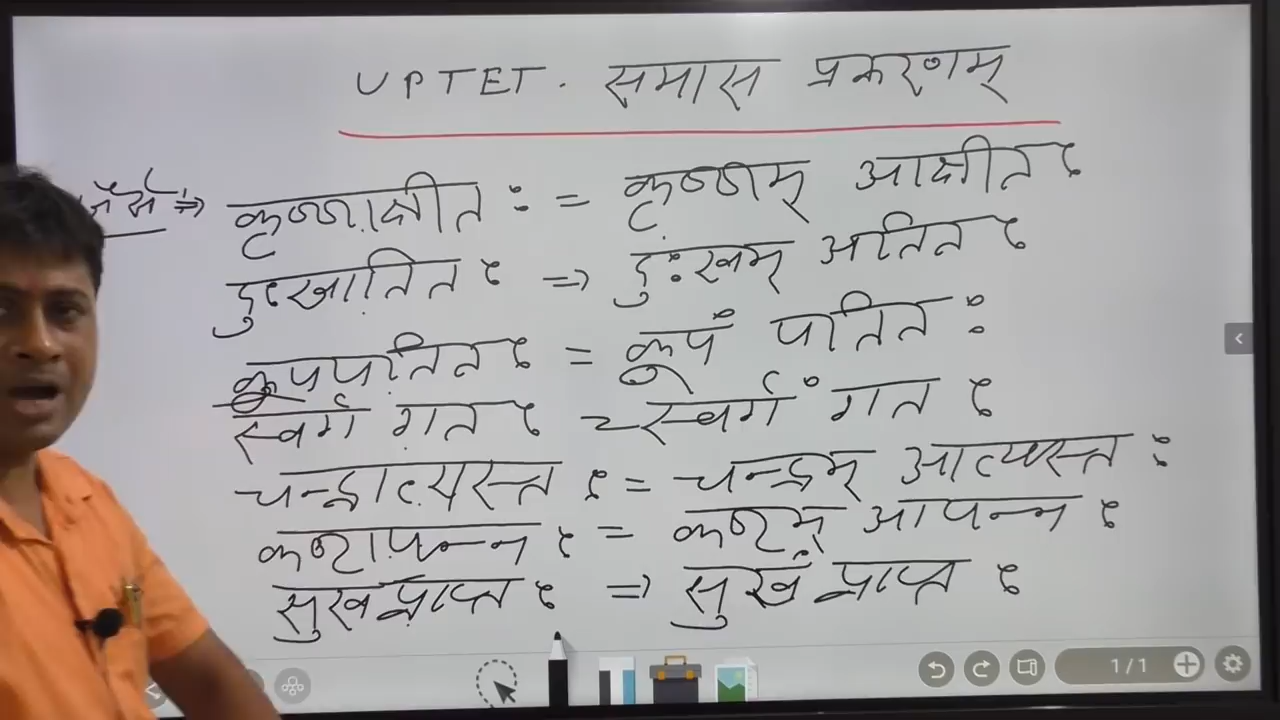 UPTET. समास प्रकरणम्
जैसे ⇒ कृष्णाक्षीतः = कृष्णम् आक्षीतः
दुःखातितः ⇒ दुःखम् अतितः
कूपपतितः = कूपं पतितः
स्वर्ग गतः = स्वर्गं गतः
चन्द्रात्यस्तः = चन्द्रम् आत्यस्तः
कष्टापन्नः = कष्टम् आपन्नः
सुखप्राप्तः ⇒ सुखं प्राप्तः
1/1